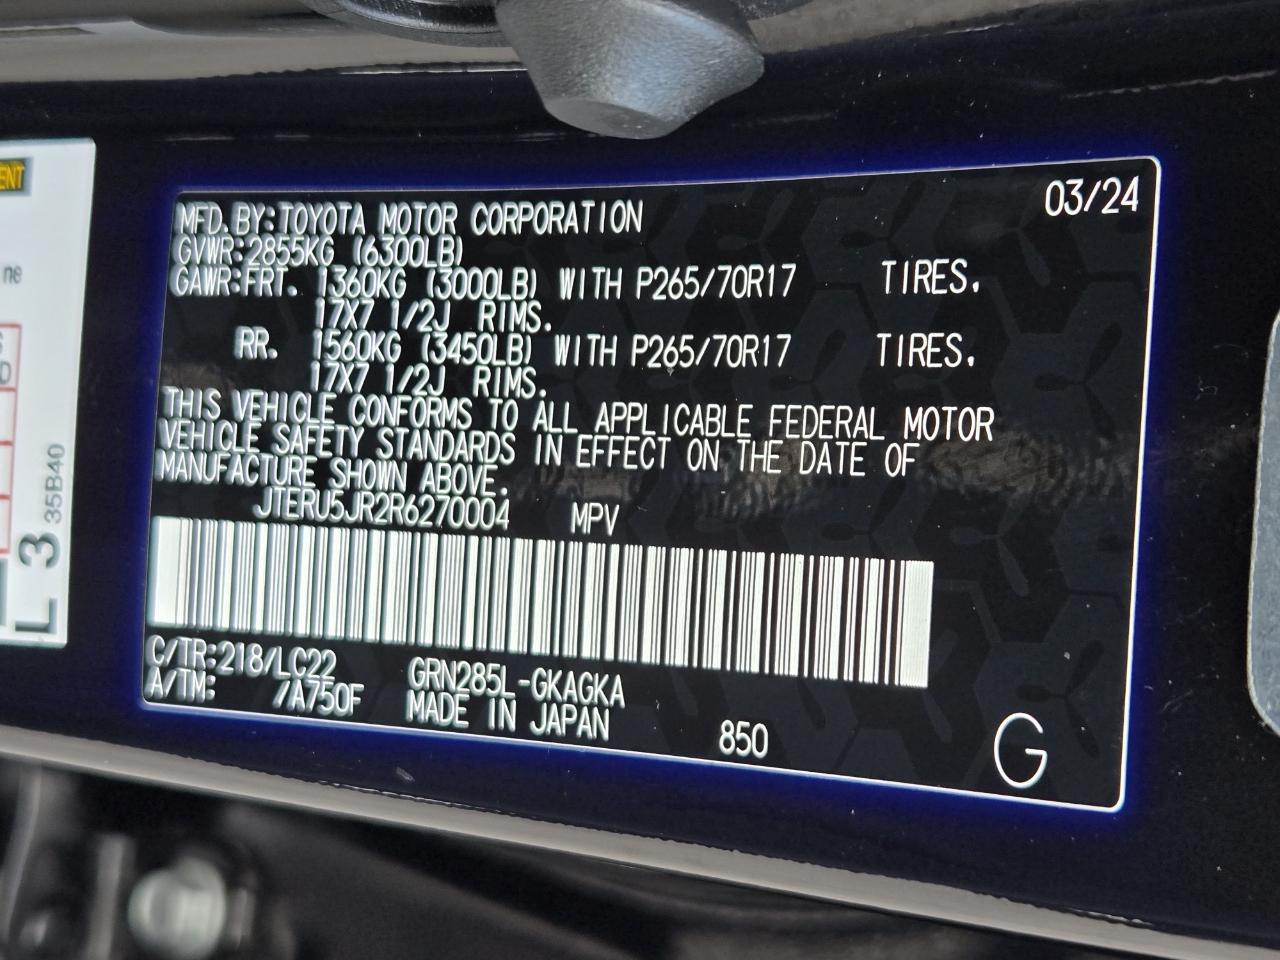 ENT
ne
S
D
L 3 35B40
03/24
MFD.BY:TOYOTA MOTOR CORPORATION
GVWR:2855KG (6300LB)
GAWR:FRT. 1360KG (3000LB) WITH P265/70R17 TIRES.
17X7 1/2J RIMS.
RR. 1560KG (3450LB) WITH P265/70R17 TIRES.
17X7 1/2J RIMS.
THIS VEHICLE CONFORMS TO ALL APPLICABLE FEDERAL MOTOR
VEHICLE SAFETY STANDARDS IN EFFECT ON THE DATE OF
MANUFACTURE SHOWN ABOVE.
JTERU5JR2R6270004 MPV
C/TR:218/LC22 GRN285L-GKAGKA
A/TM: /A750F MADE IN JAPAN 850 G